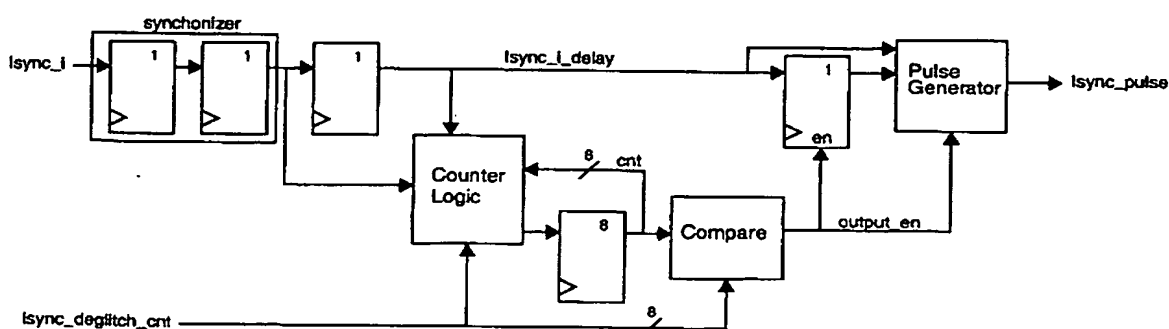 synchonizer
lsync_i
1
1
1
lsync_i_delay
1
en
Pulse
Generator
lsync_pulse
Counter
Logic
8
cnt
8
Compare
output_en
lsync_deglitch_cnt
8